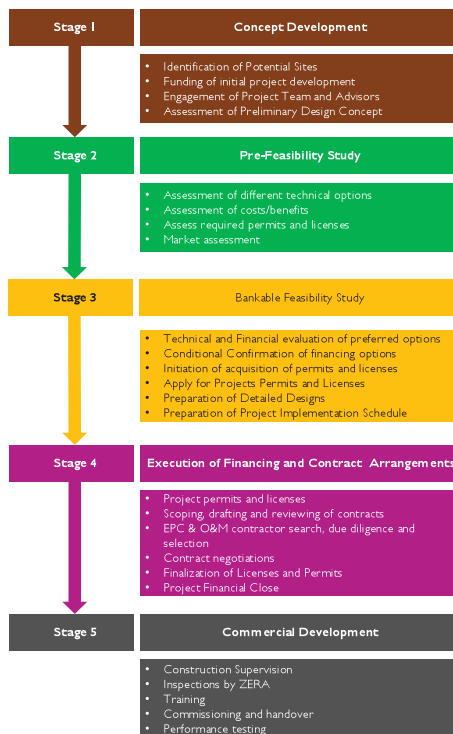 Stage 1
Concept Development
• Identification of Potential Sites
• Funding of initial project development
• Engagement of Project Team and Advisors
• Assessment of Preliminary Design Concept
Stage 2
Pre-Feasibility Study
• Assessment of different technical options
• Assessment of costs/benefits
• Assess required permits and licenses
• Market assessment
Stage 3
Bankable Feasibility Study
• Technical and Financial evaluation of preferred options
• Conditional Confirmation of financing options
• Initiation of acquisition of permits and licenses
• Apply for Projects Permits and Licenses
• Preparation of Detailed Designs
• Preparation of Project Implementation Schedule
Stage 4
Execution of Financing and Contract Arrangements
• Project permits and licenses
• Scoping, drafting and reviewing of contracts
• EPC & O&M contractor search, due diligence and
selection
• Contract negotiations
• Finalization of Licenses and Permits
• Project Financial Close
Stage 5
Commercial Development
• Construction Supervision
• Inspections by ZERA
• Training
• Commissioning and handover
• Performance testing